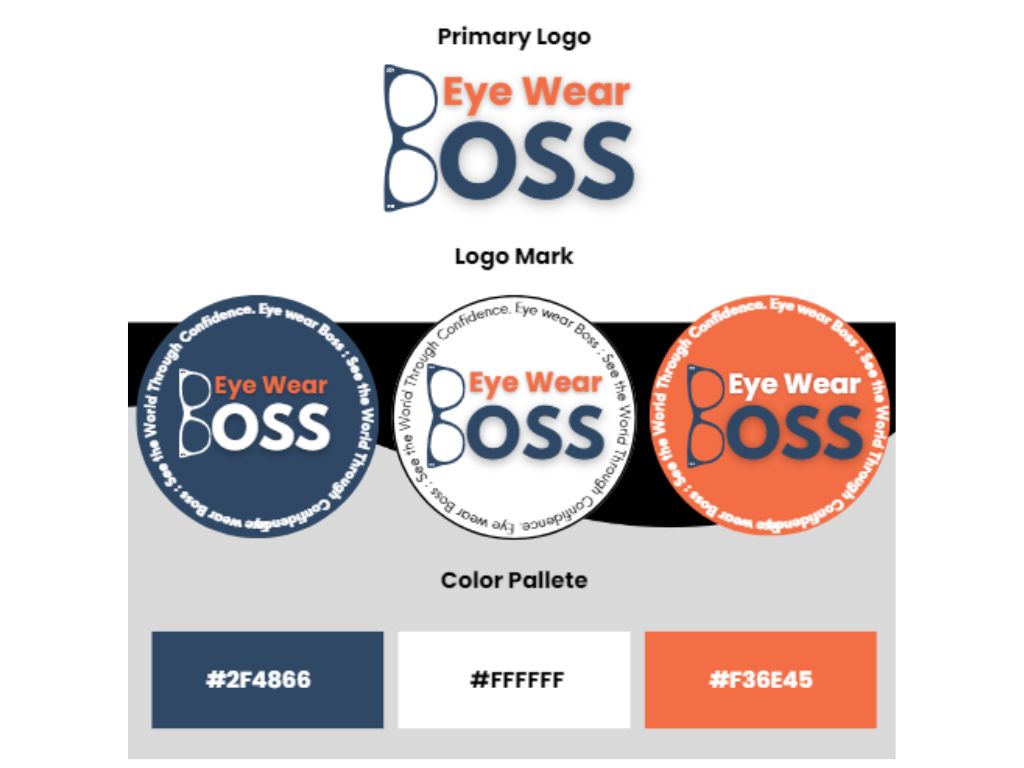 Primary Logo
Eye Wear
BOSS
Logo Mark
Eye wear Boss : See the World Through Confidence. Eye wear Boss : See the World Through Confidence.
Eye Wear
BOSS
Eye wear Boss : See the World Through Confidence. Eye wear Boss : See the World Through Confidence.
Eye Wear
BOSS
Eye wear Boss : See the World Through Confidence. Eye wear Boss : See the World Through Confidence.
Eye Wear
BOSS
Color Pallete
#2F4866
#FFFFFF
#F36E45